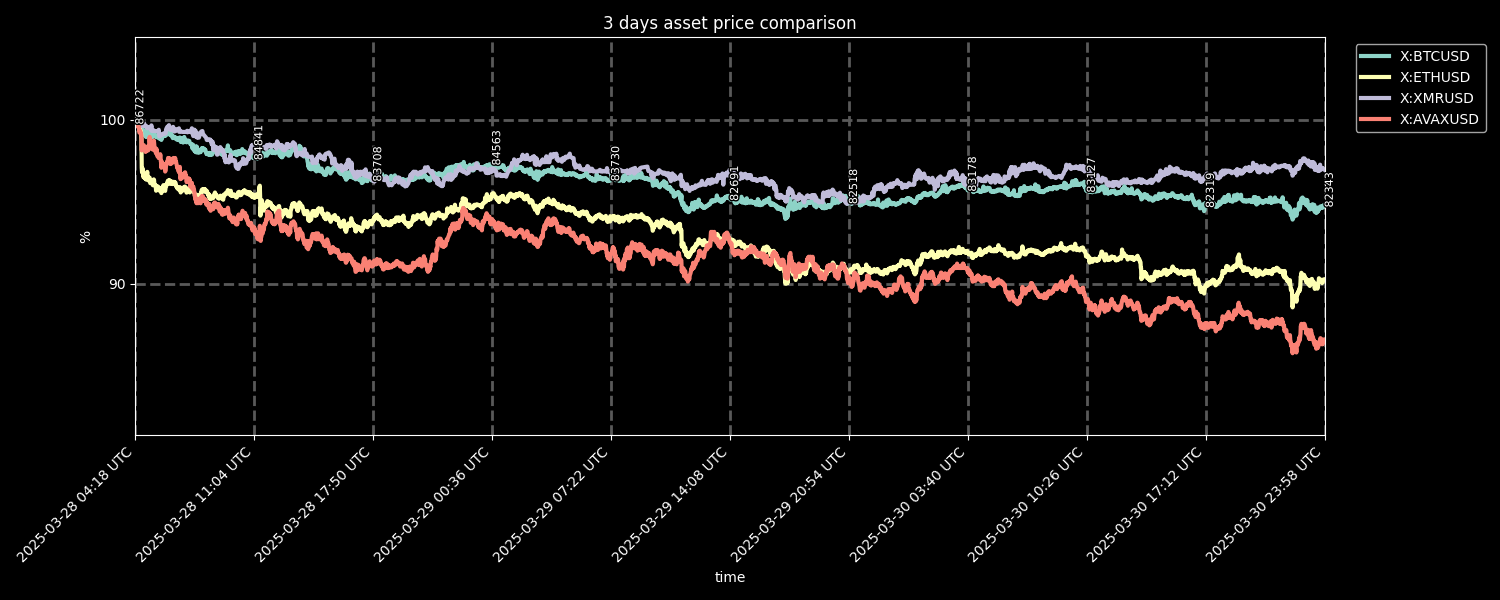 3 days asset price comparison
X:BTCUSD
X:ETHUSD
X:XMRUSD
X:AVAXUSD
%
100
90
86722
84841
83708
84563
83730
82691
82518
83178
83127
82319
82343
2025-03-28 04:18 UTC
2025-03-28 11:04 UTC
2025-03-28 17:50 UTC
2025-03-29 00:36 UTC
2025-03-29 07:22 UTC
2025-03-29 14:08 UTC
2025-03-29 20:54 UTC
2025-03-30 03:40 UTC
2025-03-30 10:26 UTC
2025-03-30 17:12 UTC
2025-03-30 23:58 UTC
time